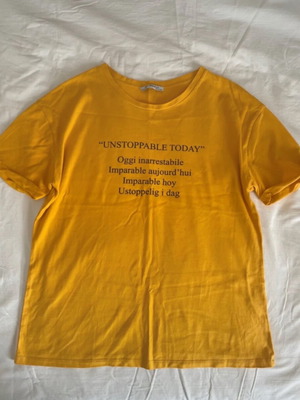 "UNSTOPPABLE TODAY"
Oggi inarrestabile
Imparable aujourd'hui
Imparable hoy
Ustoppelig i dag